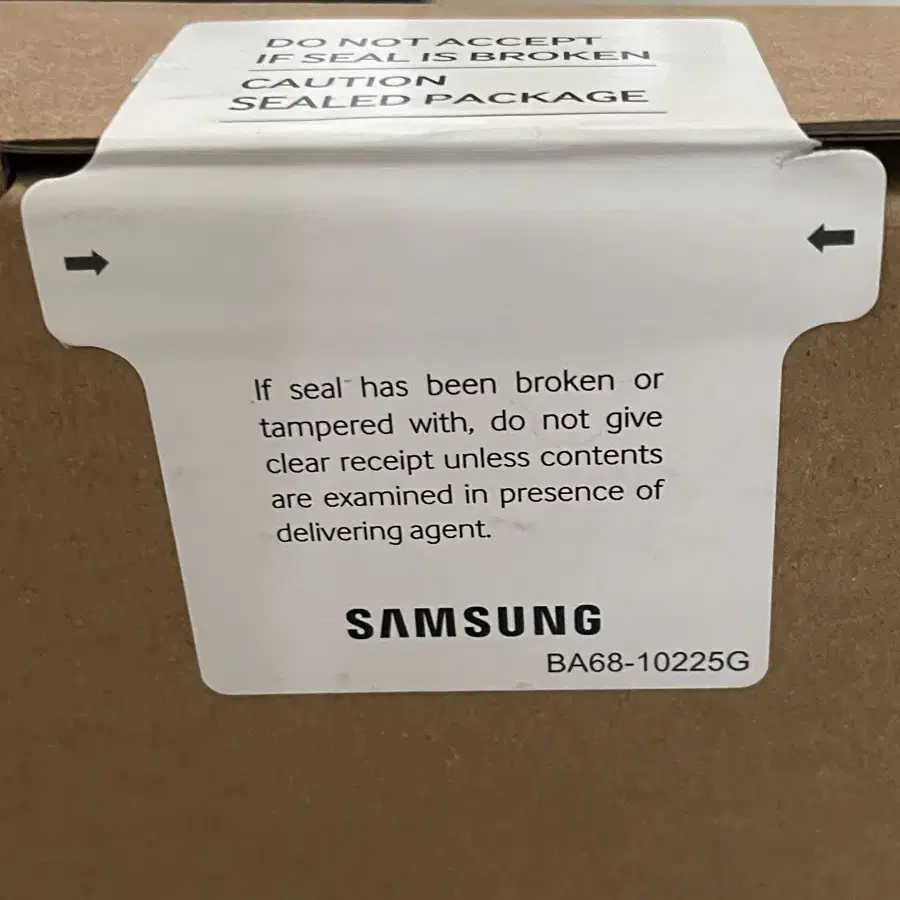 DO NOT ACCEPT
IF SEAL IS BROKEN
CAUTION
SEALED PACKAGE
If seal has been broken or
tampered with, do not give
clear receipt unless contents
are examined in presence of
delivering agent.
SAMSUNG
BA68-10225G